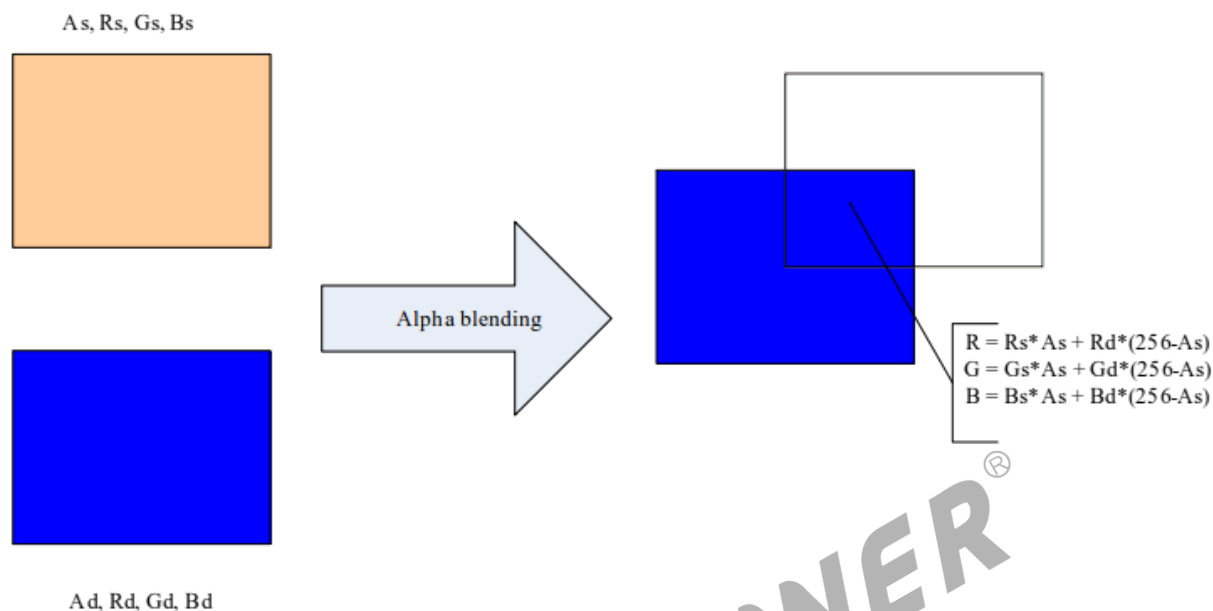 As, Rs, Gs, Bs
Alpha blending
R = Rs*As + Rd*(256-As)
G = Gs*As + Gd*(256-As)
B = Bs*As + Bd*(256-As)
®
Ad, Rd, Gd, Bd